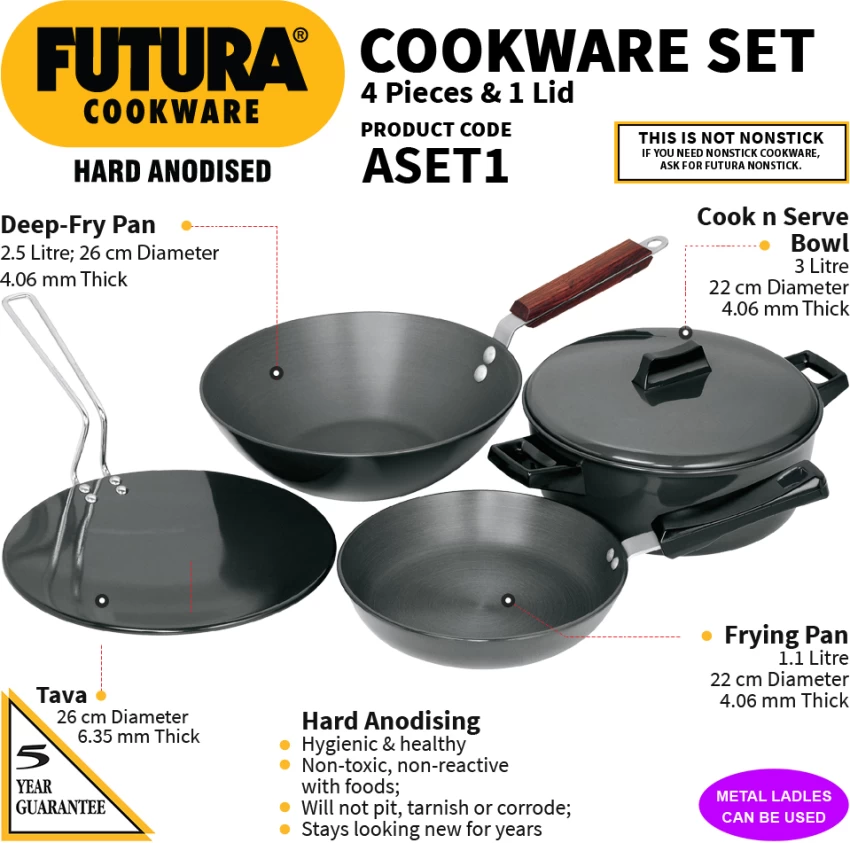 FUTURA®
COOKWARE
HARD ANODISED
COOKWARE SET
4 Pieces & 1 Lid
PRODUCT CODE
ASET1
THIS IS NOT NONSTICK
IF YOU NEED NONSTICK COOKWARE,
ASK FOR FUTURA NONSTICK.
Deep-Fry Pan
2.5 Litre; 26 cm Diameter
4.06 mm Thick
Cook n Serve
Bowl
3 Litre
22 cm Diameter
4.06 mm Thick
Frying Pan
1.1 Litre
22 cm Diameter
4.06 mm Thick
Tava
26 cm Diameter
6.35 mm Thick
5
YEAR
GUARANTEE
Hard Anodising
Hygienic & healthy
Non-toxic, non-reactive
with foods;
Will not pit, tarnish or corrode;
Stays looking new for years
METAL LADLES
CAN BE USED